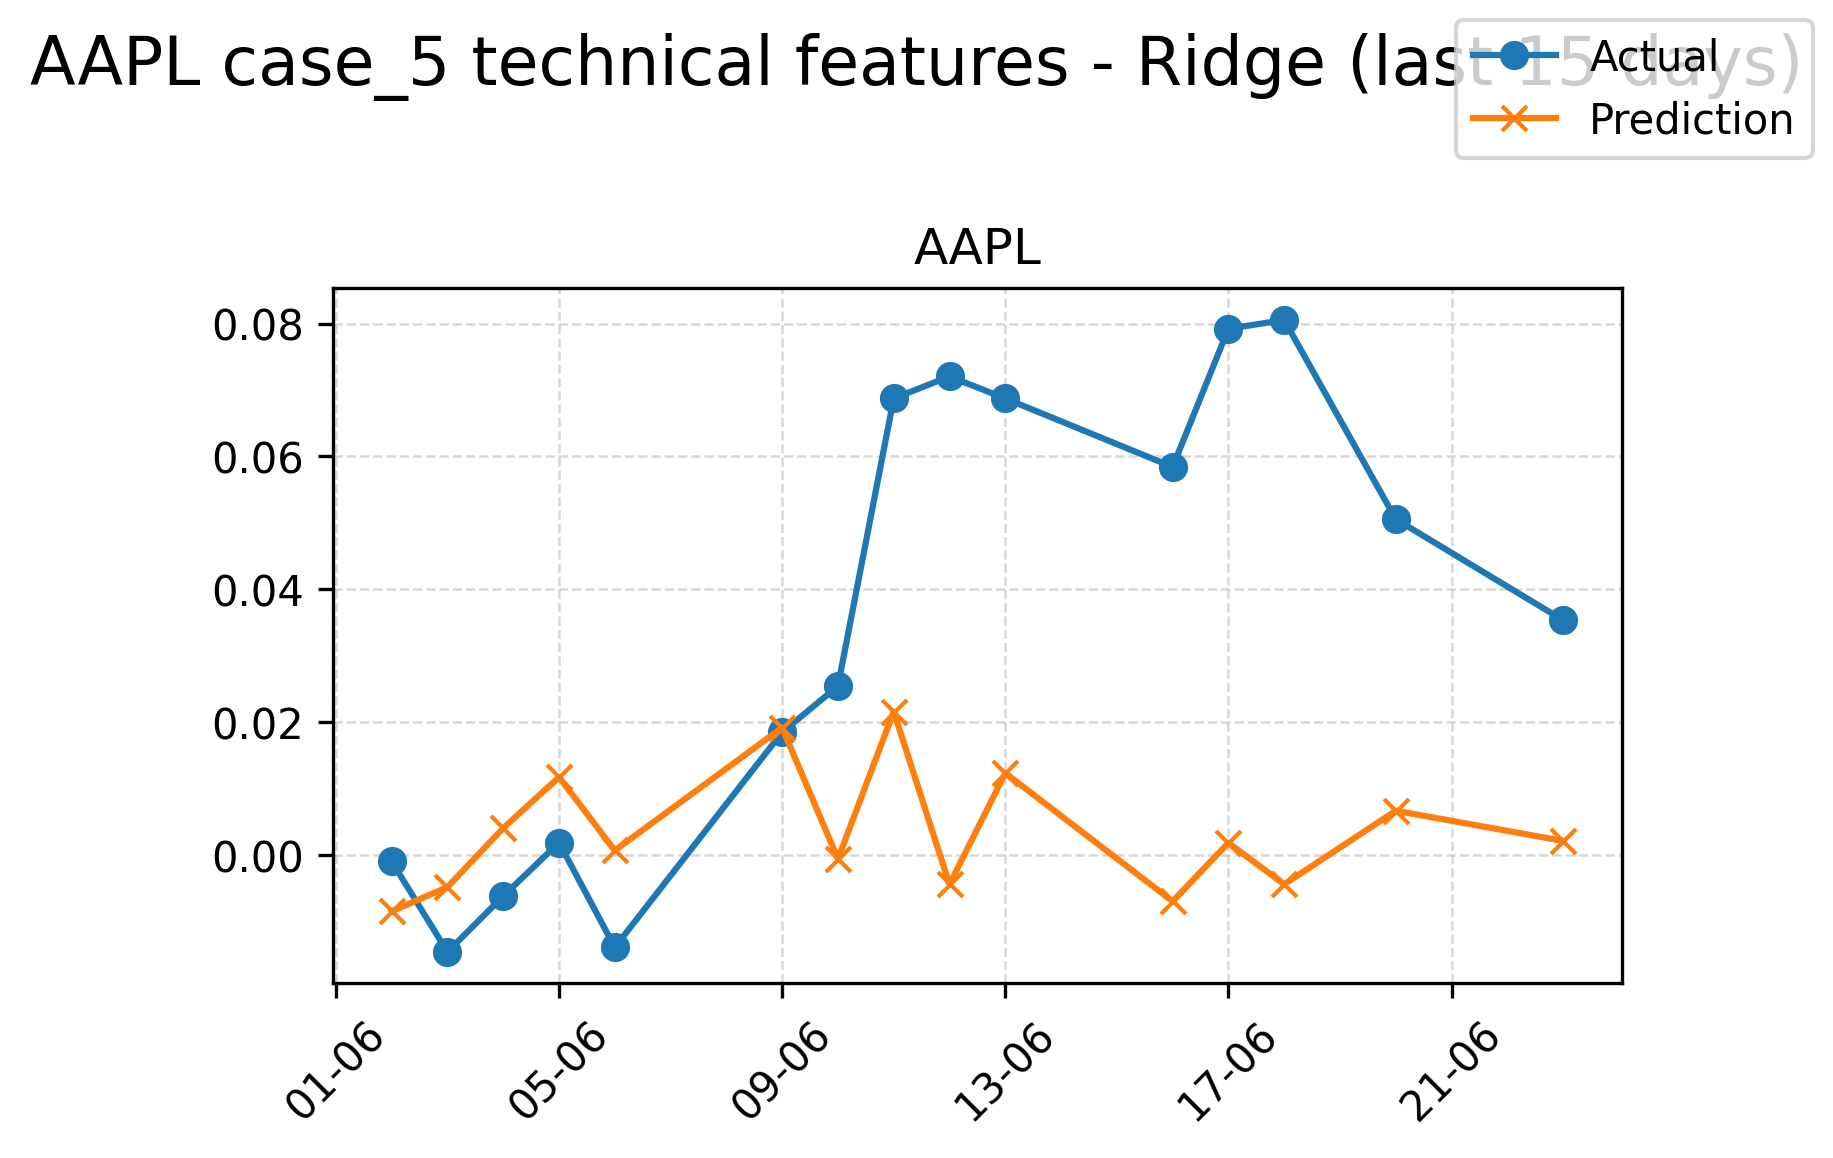 AAPL case_5 technical features - Ridge (last 15 days)
Actual
Prediction
AAPL
0.08
0.06
0.04
0.02
0.00
01-06
05-06
09-06
13-06
17-06
21-06